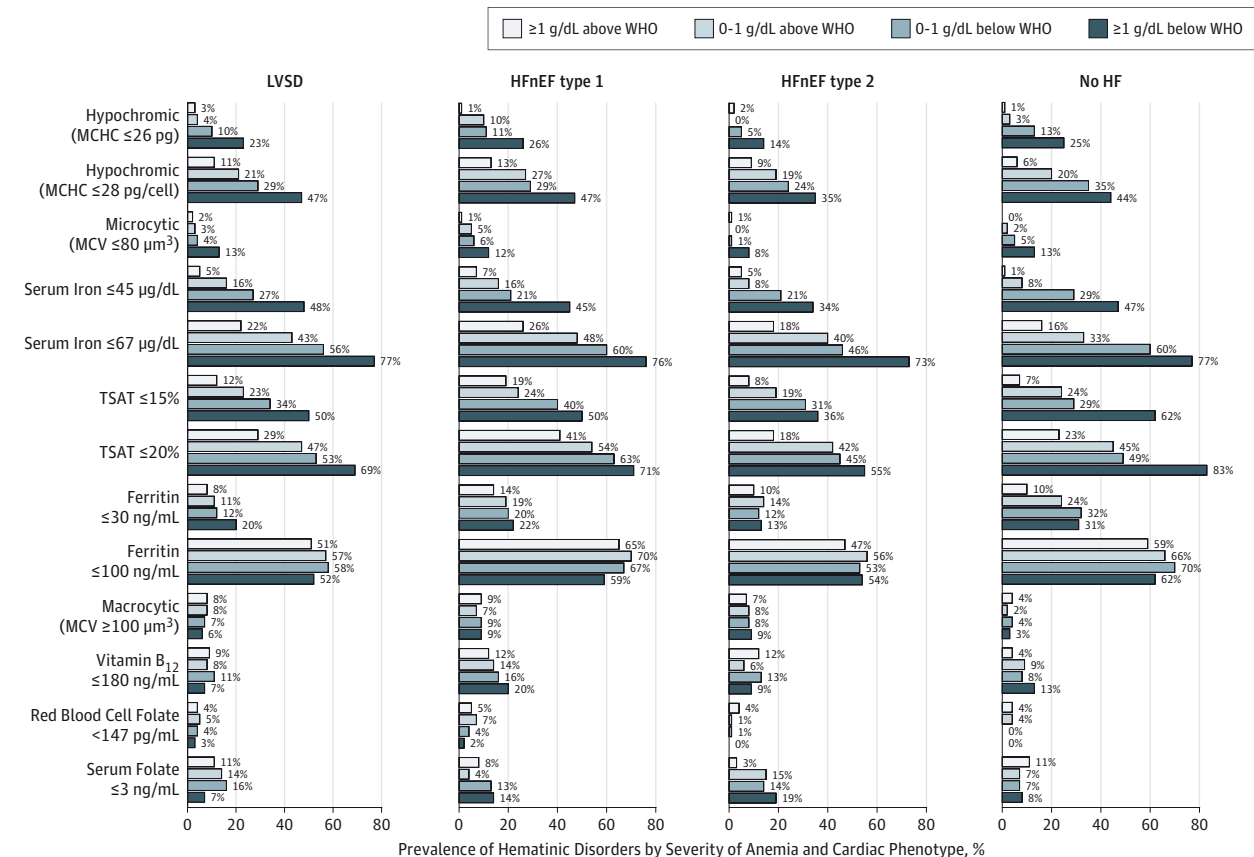 ≥1 g/dL above WHO 0-1 g/dL above WHO 0-1 g/dL below WHO ≥1 g/dL below WHO
LVSD HFnEF type 1 HFnEF type 2 No HF
Hypochromic
(MCHC ≤26 pg)
3% 4% 10% 23%
1% 10% 11% 26%
2% 0% 5% 14%
1% 3% 13% 25%
Hypochromic
(MCHC ≤28 pg/cell)
11% 21% 29% 47%
13% 27% 29% 47%
9% 19% 24% 35%
6% 20% 35% 44%
Microcytic
(MCV ≤80 μm³)
2% 3% 4% 13%
1% 5% 6% 12%
1% 0% 1% 8%
0% 2% 5% 13%
Serum Iron ≤45 μg/dL
5% 16% 27% 48%
7% 16% 21% 45%
5% 8% 21% 34%
1% 8% 29% 47%
Serum Iron ≤67 μg/dL
22% 43% 56% 77%
26% 48% 60% 76%
18% 40% 46% 73%
16% 33% 60% 77%
TSAT ≤15%
12% 23% 34% 50%
19% 24% 40% 50%
8% 19% 31% 36%
7% 24% 29% 62%
TSAT ≤20%
29% 47% 53% 69%
41% 54% 63% 71%
18% 42% 45% 55%
23% 45% 49% 83%
Ferritin
≤30 ng/mL
8% 11% 12% 20%
14% 19% 20% 22%
10% 14% 12% 13%
10% 24% 32% 31%
Ferritin
≤100 ng/mL
51% 57% 58% 52%
65% 70% 67% 59%
47% 56% 53% 54%
59% 66% 70% 62%
Macrocytic
(MCV ≥100 μm³)
8% 8% 7% 6%
9% 7% 9% 9%
7% 8% 8% 9%
4% 2% 4% 3%
Vitamin B₁₂
≤180 ng/mL
9% 8% 11% 7%
12% 14% 16% 20%
12% 6% 13% 9%
4% 9% 8% 13%
Red Blood Cell Folate
<147 pg/mL
4% 5% 4% 3%
5% 7% 4% 2%
4% 1% 1% 0%
4% 4% 0% 0%
Serum Folate
≤3 ng/mL
11% 14% 16% 7%
8% 4% 13% 14%
3% 15% 14% 19%
11% 7% 7% 8%
0 20 40 60 80 0 20 40 60 80 0 20 40 60 80 0 20 40 60 80
Prevalence of Hematinic Disorders by Severity of Anemia and Cardiac Phenotype, %